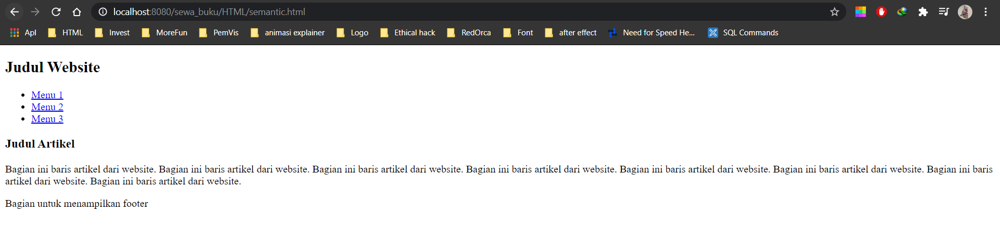 localhost:8080/sewa_buku/HTML/semantic.html
Apl HTML Invest MoreFun PemVis animasi explainer Logo Ethical hack RedOrca Font after effect Need for Speed He... SQL Commands
Judul Website
Menu 1
Menu 2
Menu 3
Judul Artikel
Bagian ini baris artikel dari website. Bagian ini baris artikel dari website. Bagian ini baris artikel dari website. Bagian ini baris artikel dari website. Bagian ini baris artikel dari website. Bagian ini baris artikel dari website. Bagian ini baris
artikel dari website. Bagian ini baris artikel dari website.
Bagian untuk menampilkan footer